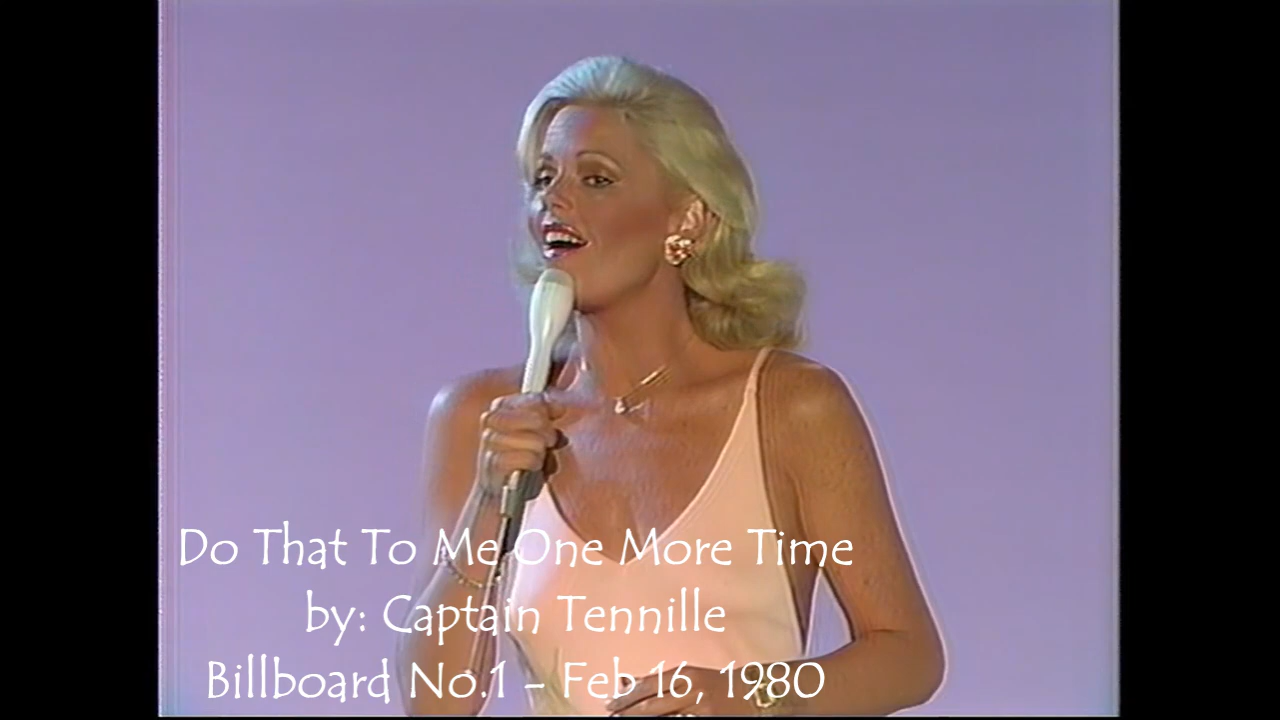 Do That To Me One More Time
by: Captain Tennille
Billboard No.1 - Feb 16, 1980